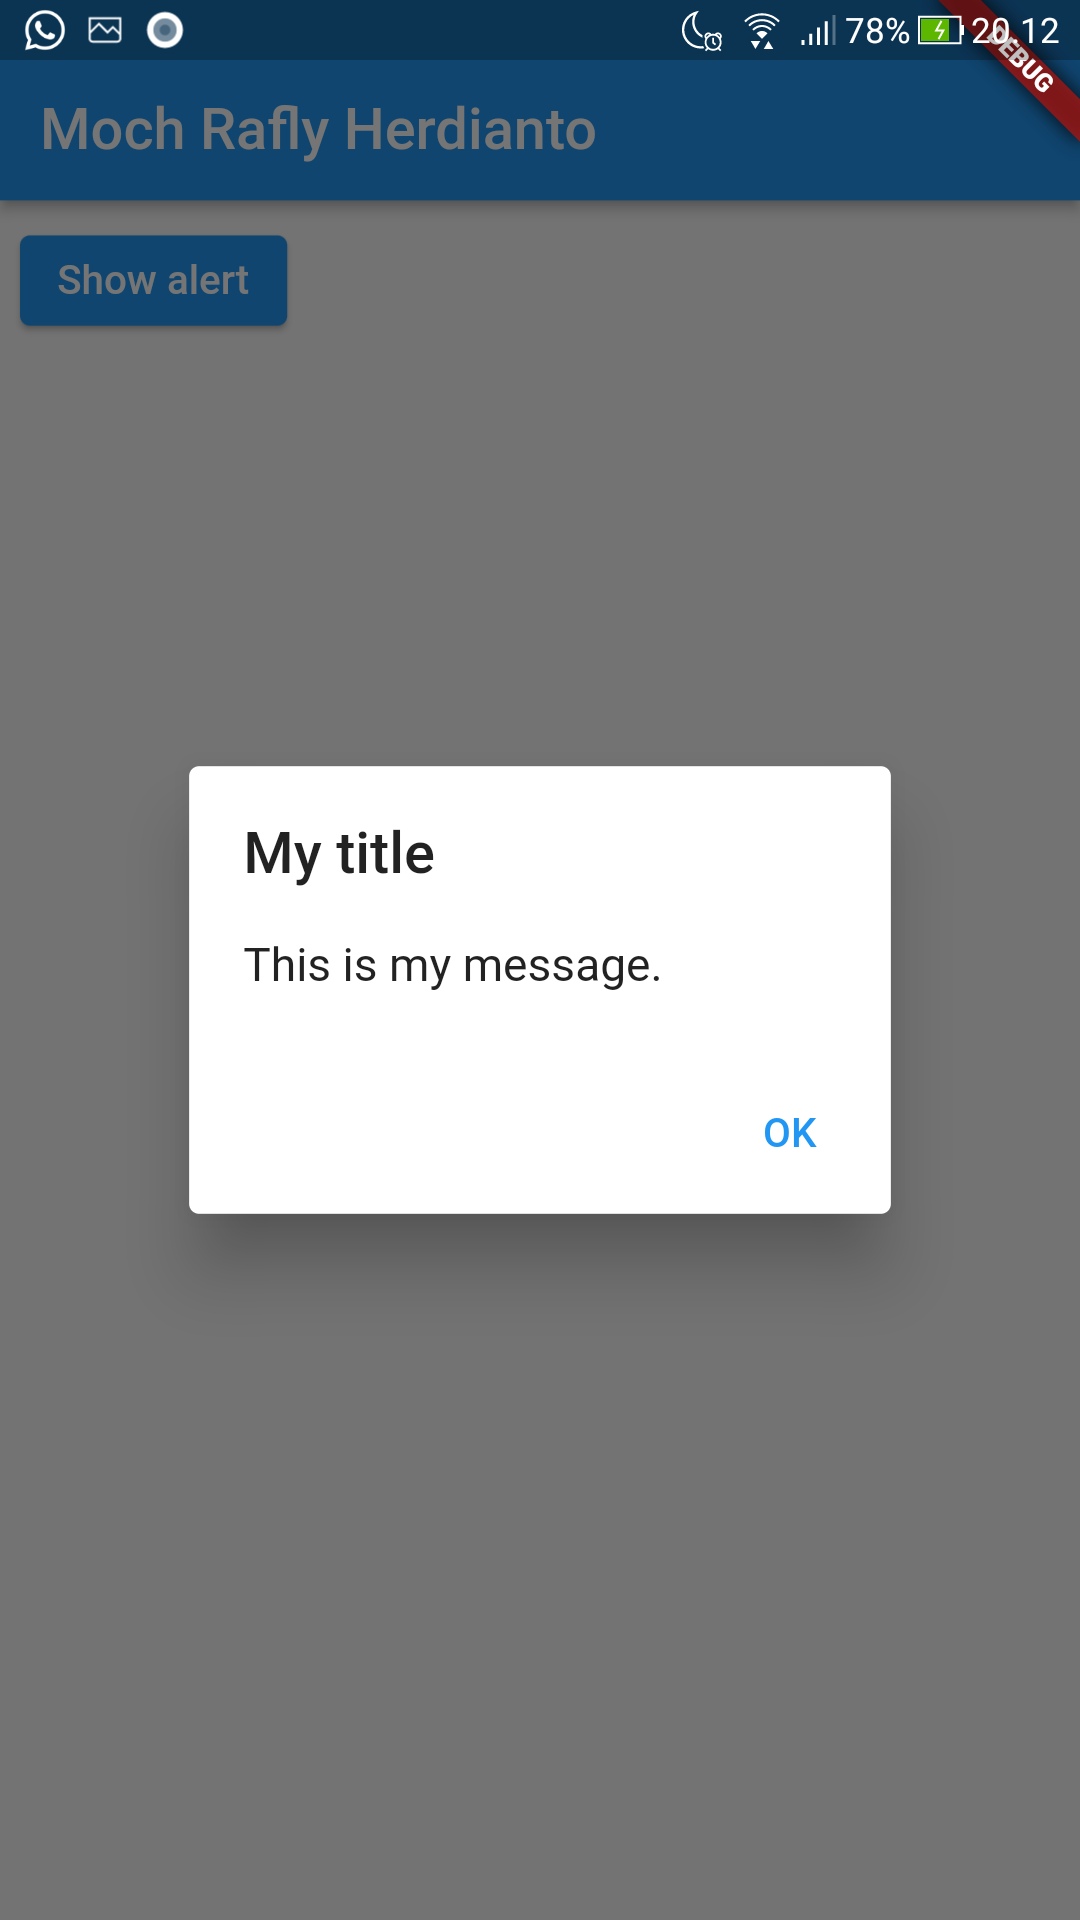 78% 20.12
DEBUG
Moch Rafly Herdianto
Show alert
My title
This is my message.
OK